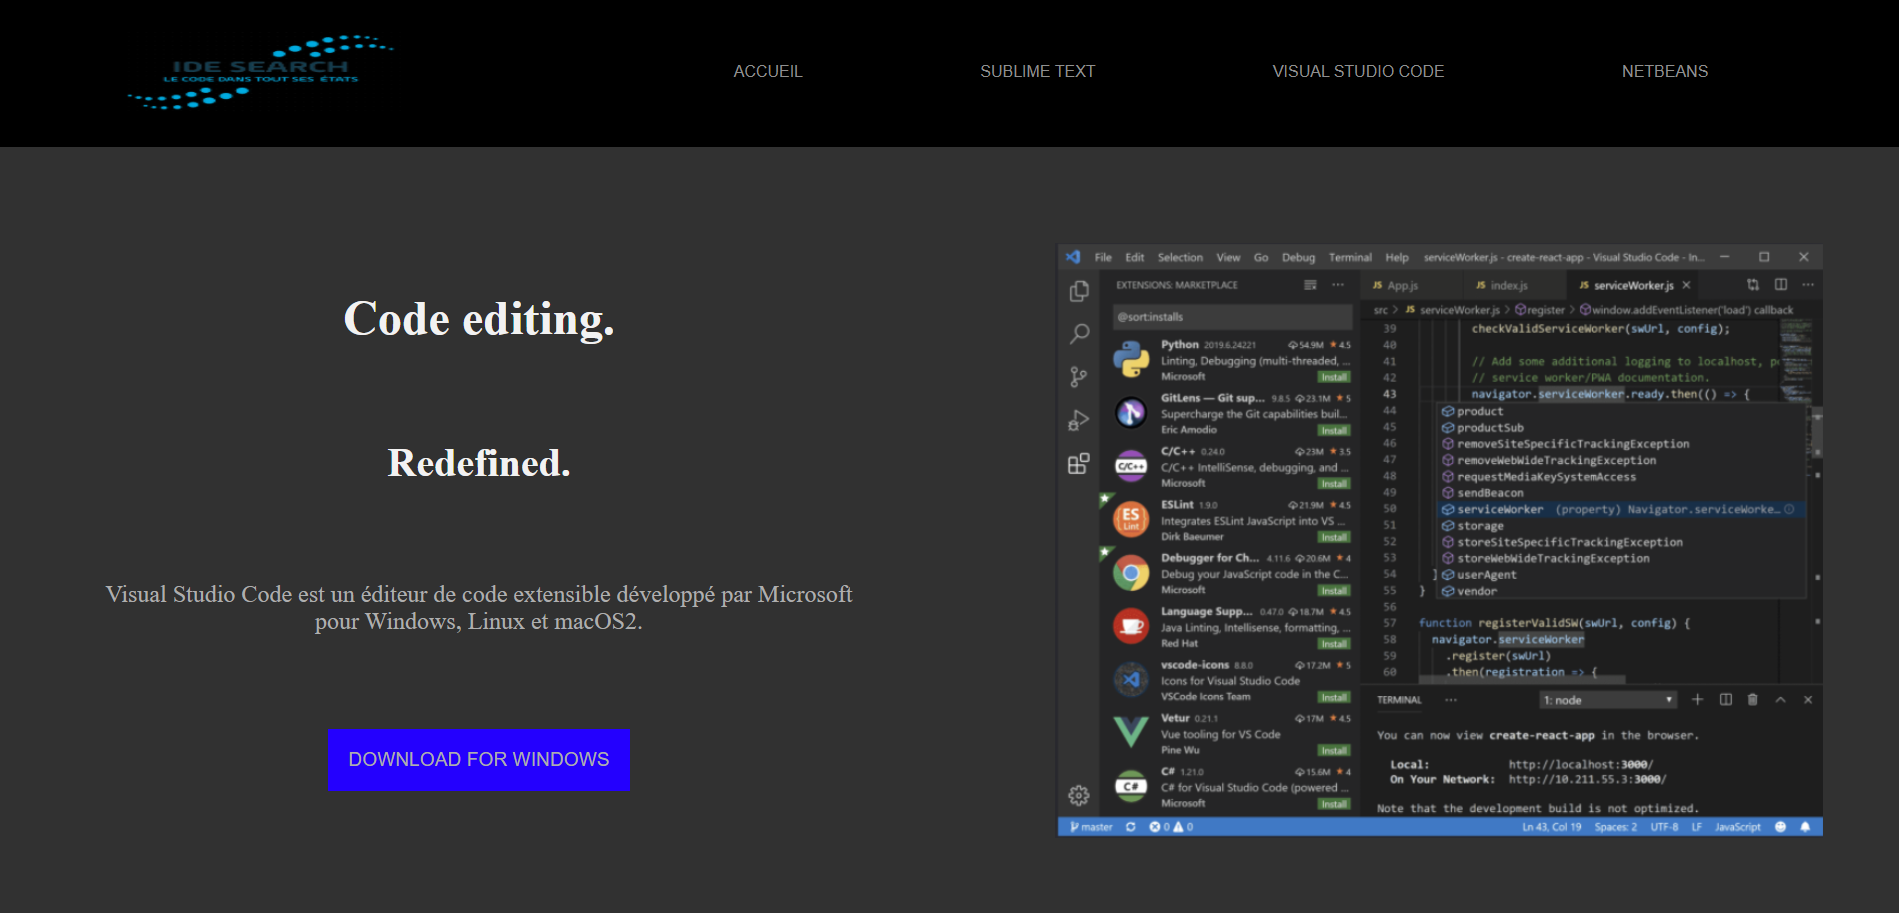 IDE SEARCH
LE CODE DANS TOUT SES ÉTATS
ACCUEIL
SUBLIME TEXT
VISUAL STUDIO CODE
NETBEANS
Code editing.
Redefined.
Visual Studio Code est un éditeur de code extensible développé par Microsoft
pour Windows, Linux et macOS2.
DOWNLOAD FOR WINDOWS
File Edit Selection View Go Debug Terminal Help serviceWorker.js - create-react-app - Visual Studio Code - In...
EXTENSIONS: MARKETPLACE
@sort:installs
Python 2019.6.24221 54.9M 4.5
Linting, Debugging (multi-threaded, ...
Microsoft Install
GitLens — Git sup... 9.8.5 23.1M 5
Supercharge the Git capabilities buil...
Eric Amodio Install
C/C++
C/C++ 0.24.0 23M 3.5
C/C++ IntelliSense, debugging, and ...
Microsoft Install
ES
Lint
ESLint 1.9.0 21.9M 4.5
Integrates ESLint JavaScript into VS ...
Dirk Baeumer Install
Debugger for Ch... 4.11.6 20.6M 4
Debug your JavaScript code in the C...
Microsoft Install
Language Supp... 0.47.0 18.7M 4.5
Java Linting, Intellisense, formatting, ...
Red Hat Install
vscode-icons 8.8.0 17.2M 5
Icons for Visual Studio Code
VSCode Icons Team Install
Vetur 0.21.1 17M 4.5
Vue tooling for VS Code
Pine Wu Install
C#
C# 1.21.0 15.6M 4
C# for Visual Studio Code (powered ...
Microsoft Install
JS App.js JS index.js JS serviceWorker.js
src > JS serviceWorker.js > register > window.addEventListener('load') callback
39 checkValidServiceWorker(swUrl, config);
40
41 // Add some additional logging to localhost, p
42 // service worker/PWA documentation.
43 navigator.serviceWorker.ready.then(() => {
44 product
45 productSub
46 removeSiteSpecificTrackingException
47 removeWebWideTrackingException
48 requestMediaKeySystemAccess
49 sendBeacon
50 serviceWorker (property) Navigator.serviceWorke...
51 storage
52 storeSiteSpecificTrackingException
53 storeWebWideTrackingException
54 } userAgent
55 } vendor
56
57 function registerValidSW(swUrl, config) {
58 navigator.serviceWorker
59 .register(swUrl)
60 .then(registration => {
TERMINAL ... 1: node
You can now view create-react-app in the browser.
Local: http://localhost:3000/
On Your Network: http://10.211.55.3:3000/
Note that the development build is not optimized.
master 0 0 Ln 43, Col 19 Spaces: 2 UTF-8 LF JavaScript